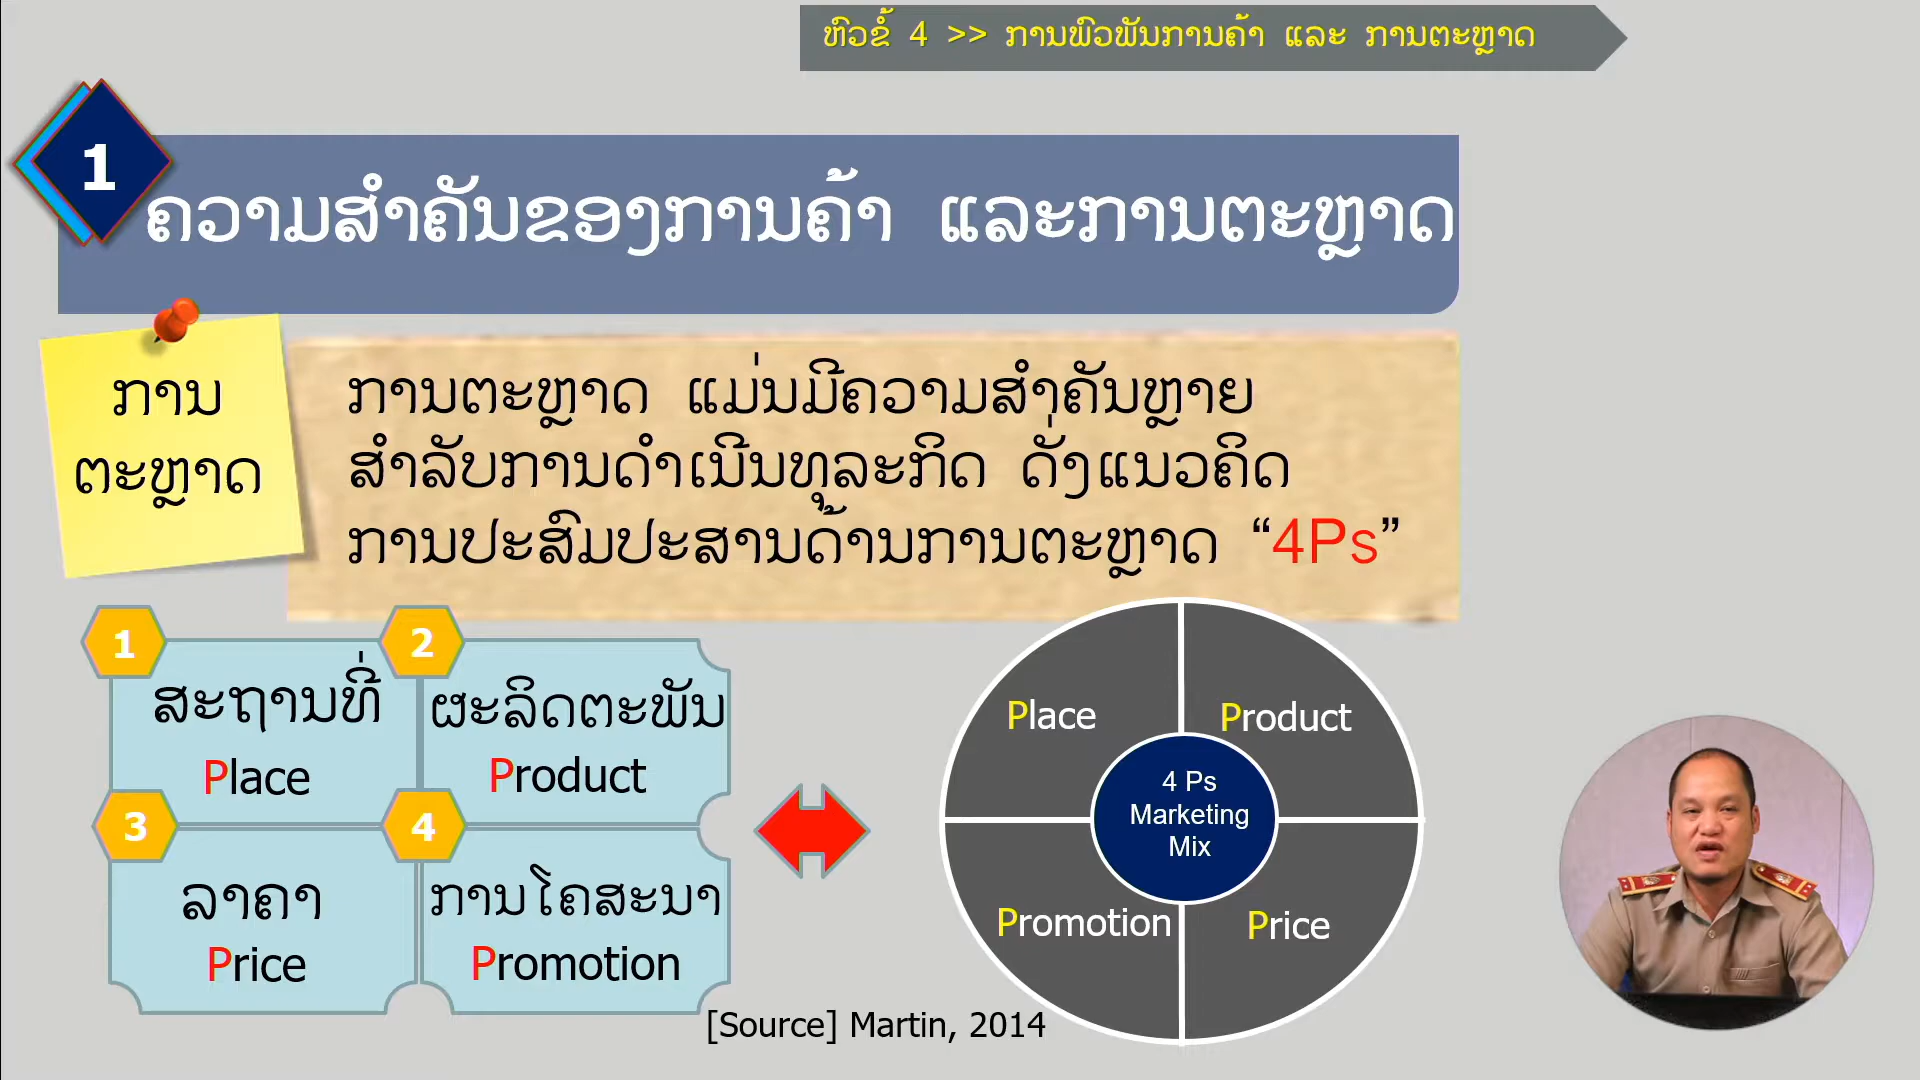 ຫົວຂໍ້ 4 >> ການພົວພັນການຄ້າ ແລະ ການຕະຫຼາດ
1
ຄວາມສຳຄັນຂອງການຄ້າ ແລະການຕະຫຼາດ
ການ
ຕະຫຼາດ
ການຕະຫຼາດ ແມ່ນມີຄວາມສຳຄັນຫຼາຍ
ສຳລັບການດຳເນີນທຸລະກິດ ດັ່ງແນວຄິດ
ການປະສົມປະສານດ້ານການຕະຫຼາດ “4Ps”
1
ສະຖານທີ່
Place
2
ຜະລິດຕະພັນ
Product
3
ລາຄາ
Price
4
ການໂຄສະນາ
Promotion
Place
Product
4 Ps
Marketing
Mix
Promotion
Price
[Source] Martin, 2014